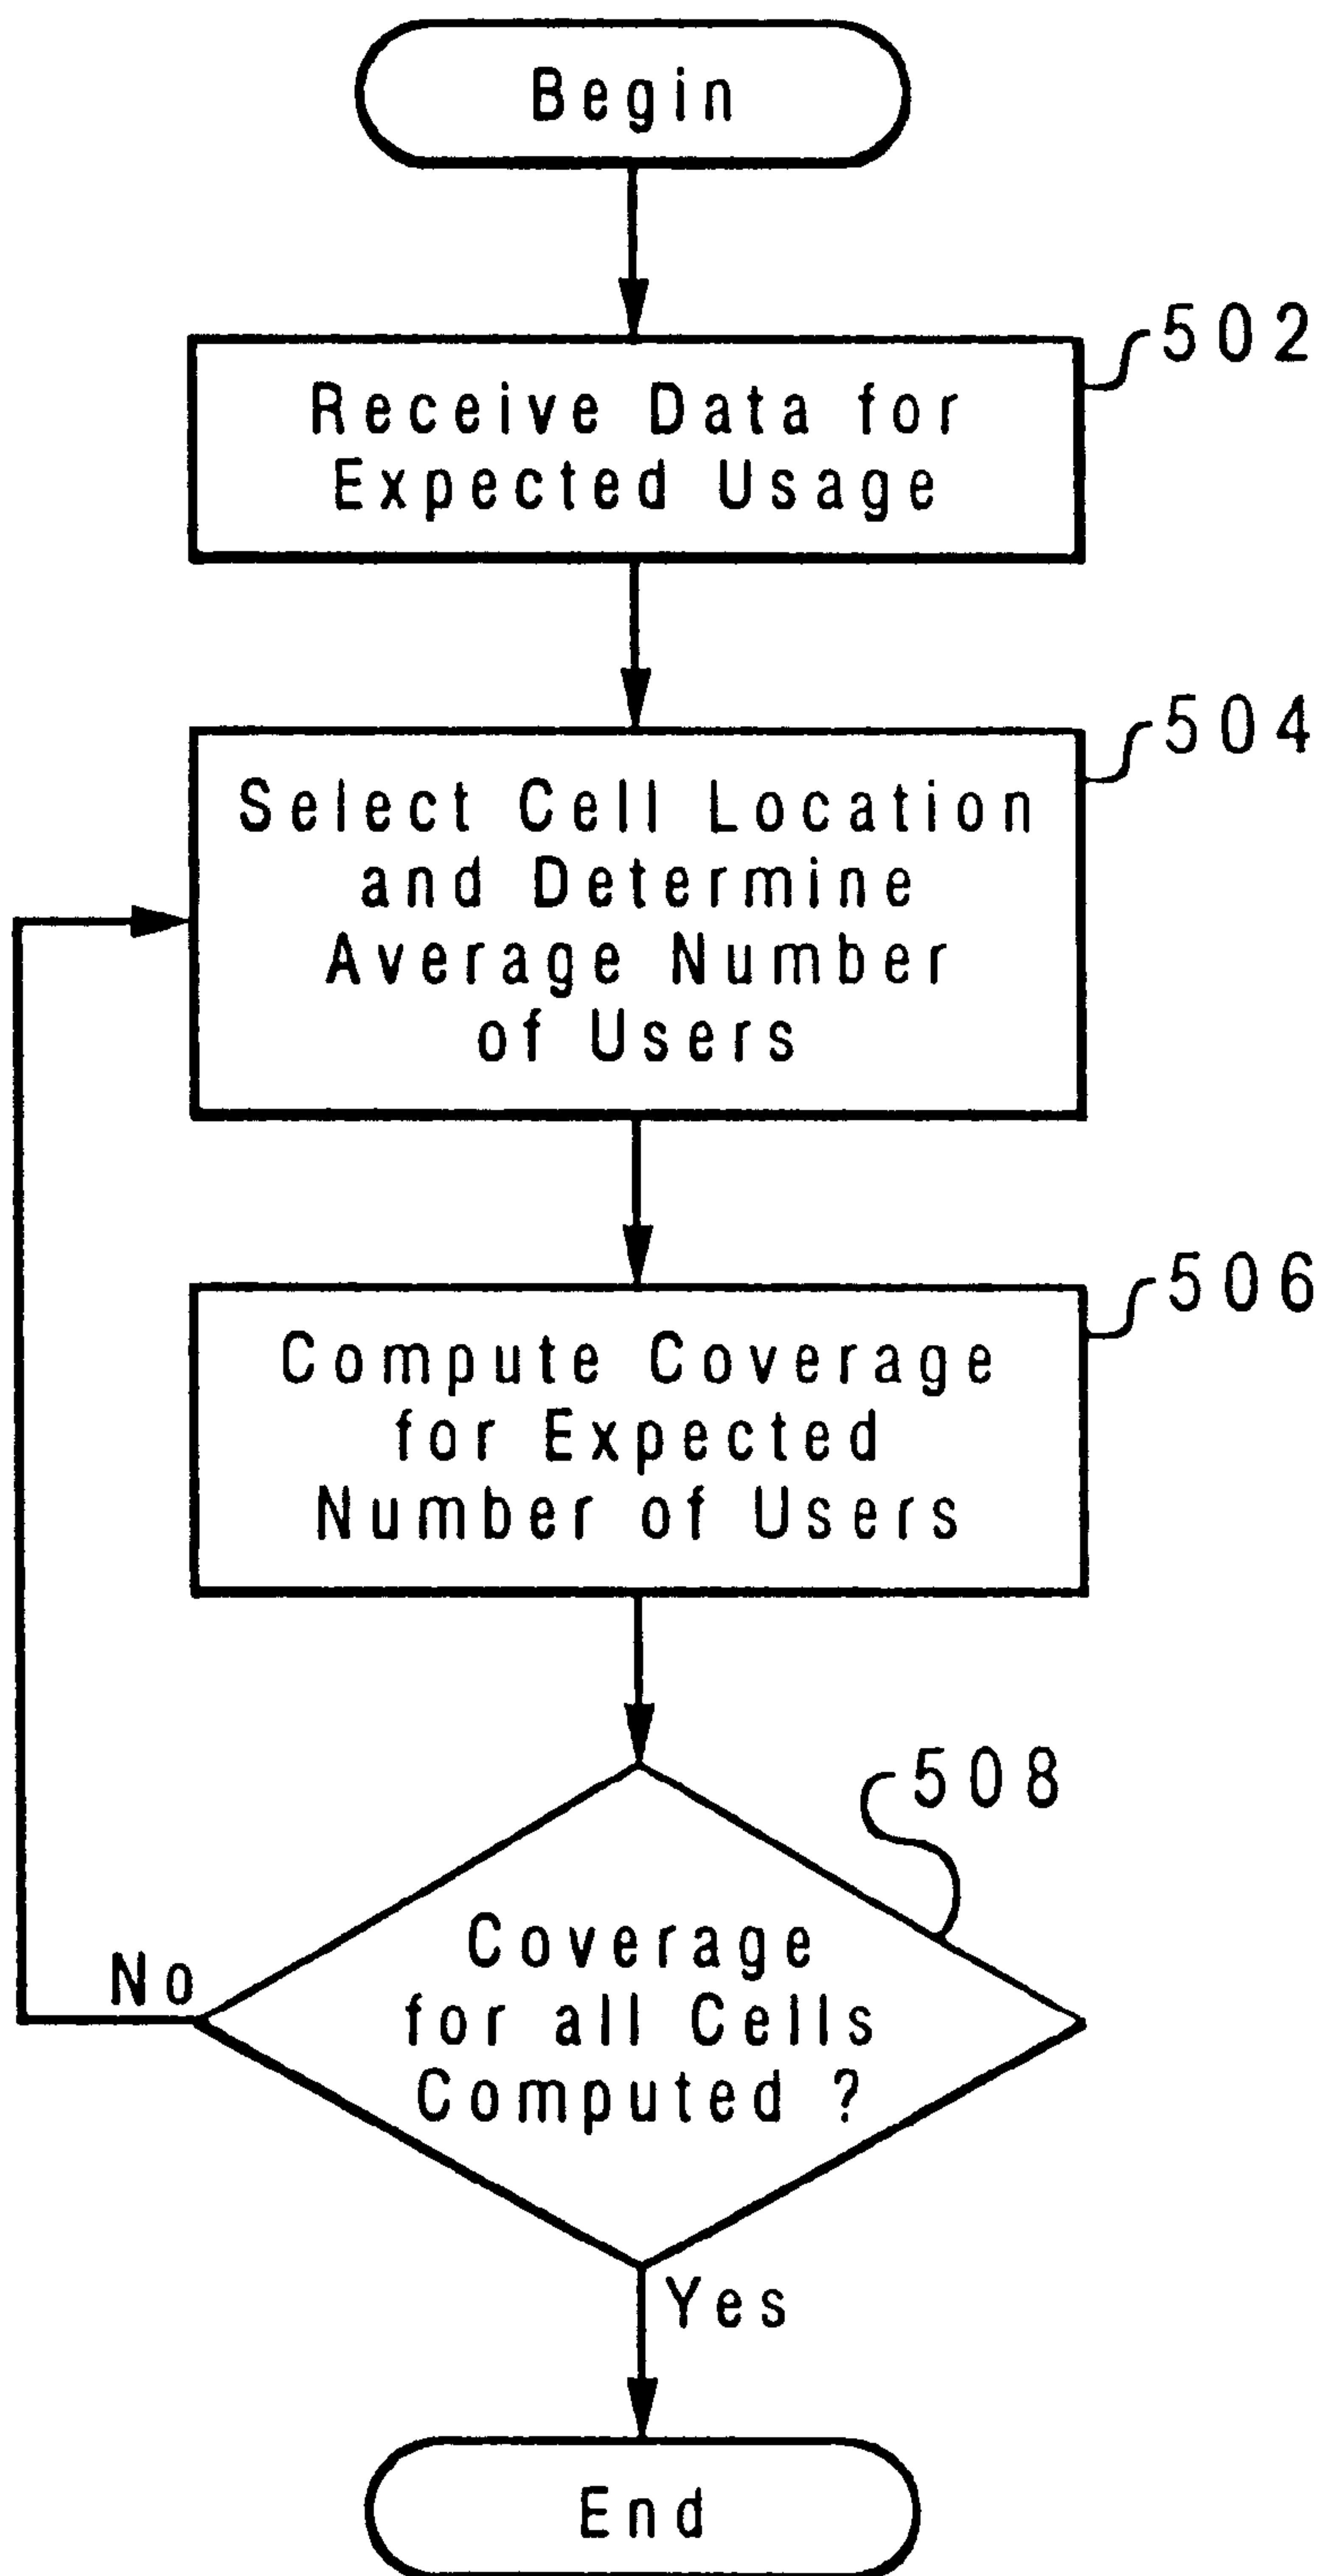 Begin
502
Receive Data for
Expected Usage
504
Select Cell Location
and Determine
Average Number
of Users
506
Compute Coverage
for Expected
Number of Users
508
Coverage
for all Cells
Computed ?
No
Yes
End